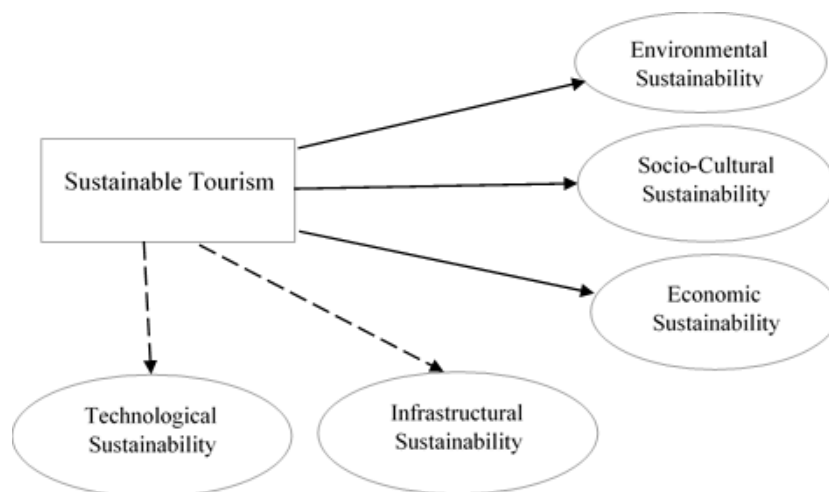 Environmental
Sustainability
Sustainable Tourism
Socio-Cultural
Sustainability
Economic
Sustainability
Technological
Sustainability
Infrastructural
Sustainability